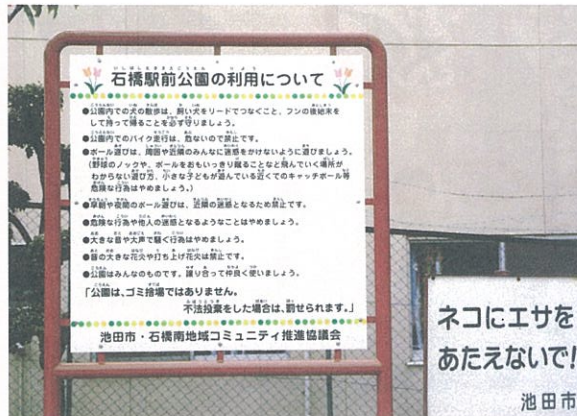 石橋駅前公園の利用について
●公園内での犬の散歩は、飼い犬をリードでつなぐこと、フンの後始末を
して持って帰ることを必ず守りましょう。
●公園内でのバイク走行は、危ないので禁止です。
●ボール遊びは、周囲や近隣のみんなに迷惑をかけないように遊びましょう。
(野球のノックや、ボールをおもいっきり蹴ることなど飛んでいく場所が
わからない遊び方、小さな子どもが遊んでいる近くでのキャッチボール等
危険な行為はやめましょう。)
●早朝や夜間のボール遊びは、近隣の迷惑となるため禁止です。
●危険な行為や他人の迷惑となるようなことはやめましょう。
●大きな音や大声で騒ぐ行為はやめましょう。
●音の大きな花火や打ち上げ花火は禁止です。
●公園はみんなのものです。譲り合って仲良く使いましょう。
「公園は、ゴミ捨場ではありません。
不法投棄をした場合は、罰せられます。」
池田市・石橋南地域コミュニティ推進協議会
ネコにエサを
あたえないで!
池田市